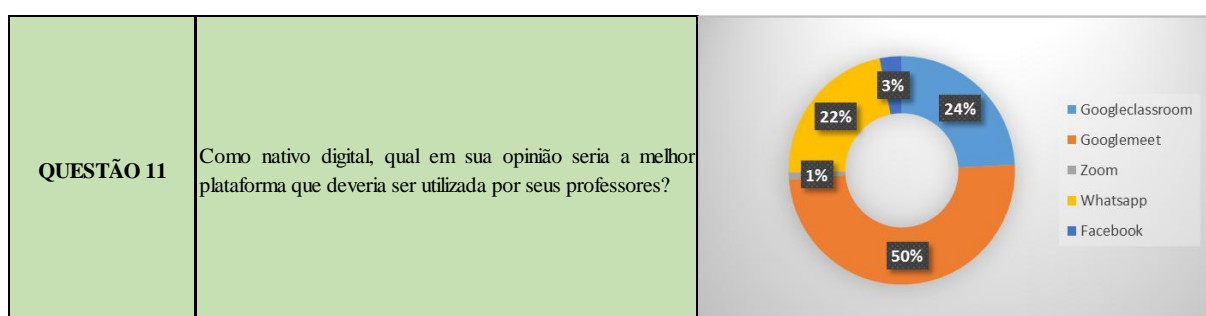 QUESTÃO 11
Como nativo digital, qual em sua opinião seria a melhor
plataforma que deveria ser utilizada por seus professores?
3%
24%
22%
1%
50%
Googleclassroom
Googlemeet
Zoom
Whatsapp
Facebook